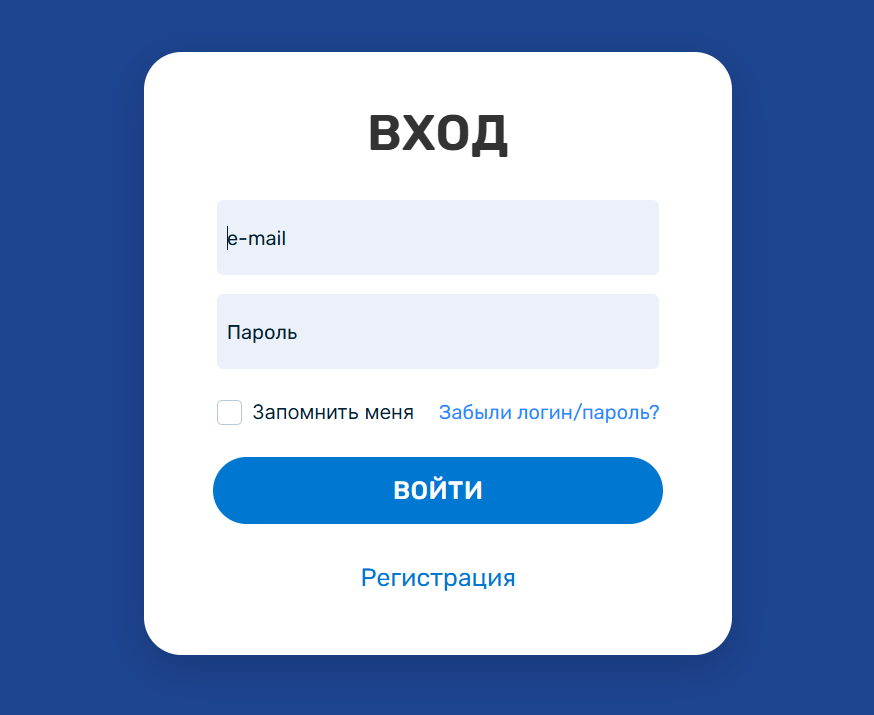 ВХОД
e-mail
Пароль
Запомнить меня Забыли логин/пароль?
ВОЙТИ
Регистрация